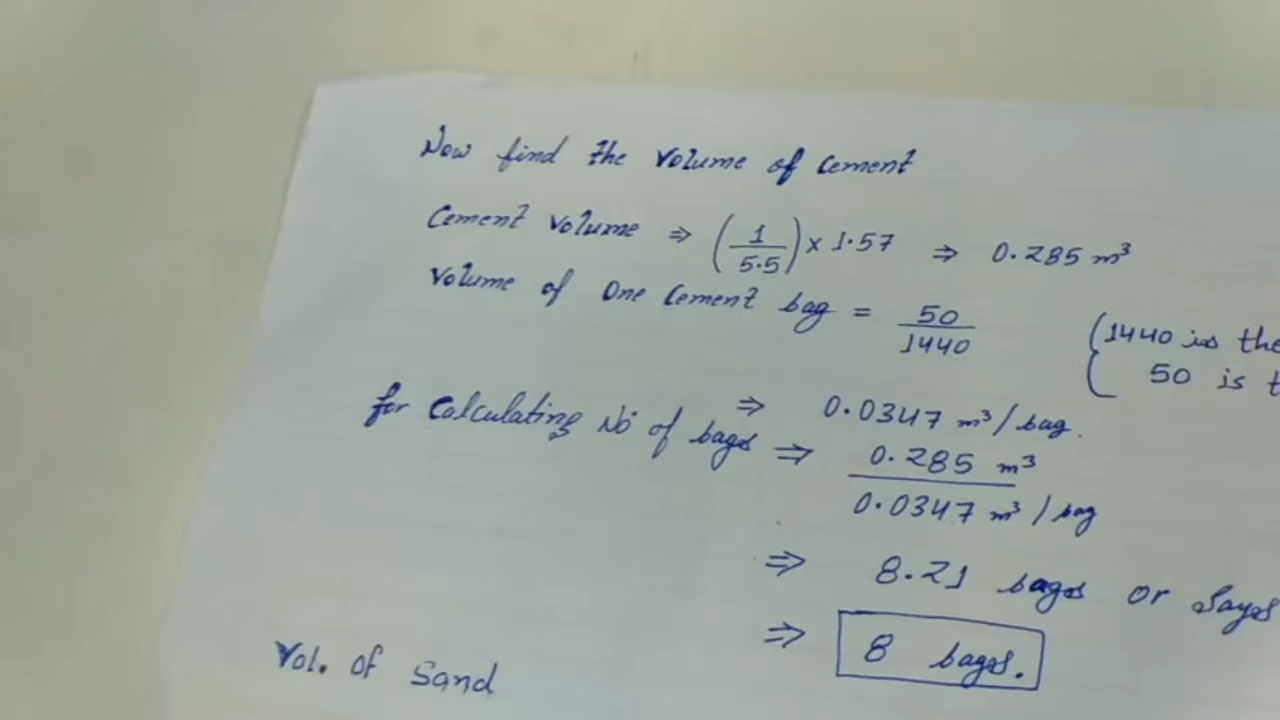 Now find the volume of cement
Cement volume ⇒ (1/5.5) x 1.57 ⇒ 0.285 m³
Volume of One Cement bag = 50/1440
(1440 is the
50 is t
⇒ 0.0347 m³/bag.
for Calculating No of bags ⇒ 0.285 m³ / 0.0347 m³/bag
⇒ 8.21 bags or Says
⇒ 8 bags.
Vol. of Sand